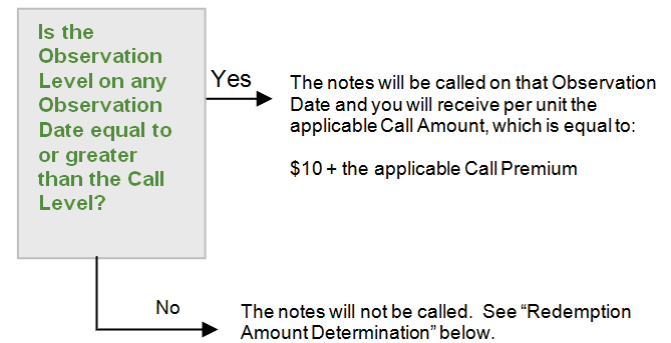 Is the
Observation
Level on any
Observation
Date equal to
or greater
than the Call
Level?
Yes
The notes will be called on that Observation
Date and you will receive per unit the
applicable Call Amount, which is equal to:
$10 + the applicable Call Premium
No
The notes will not be called.  See “Redemption
Amount Determination” below.